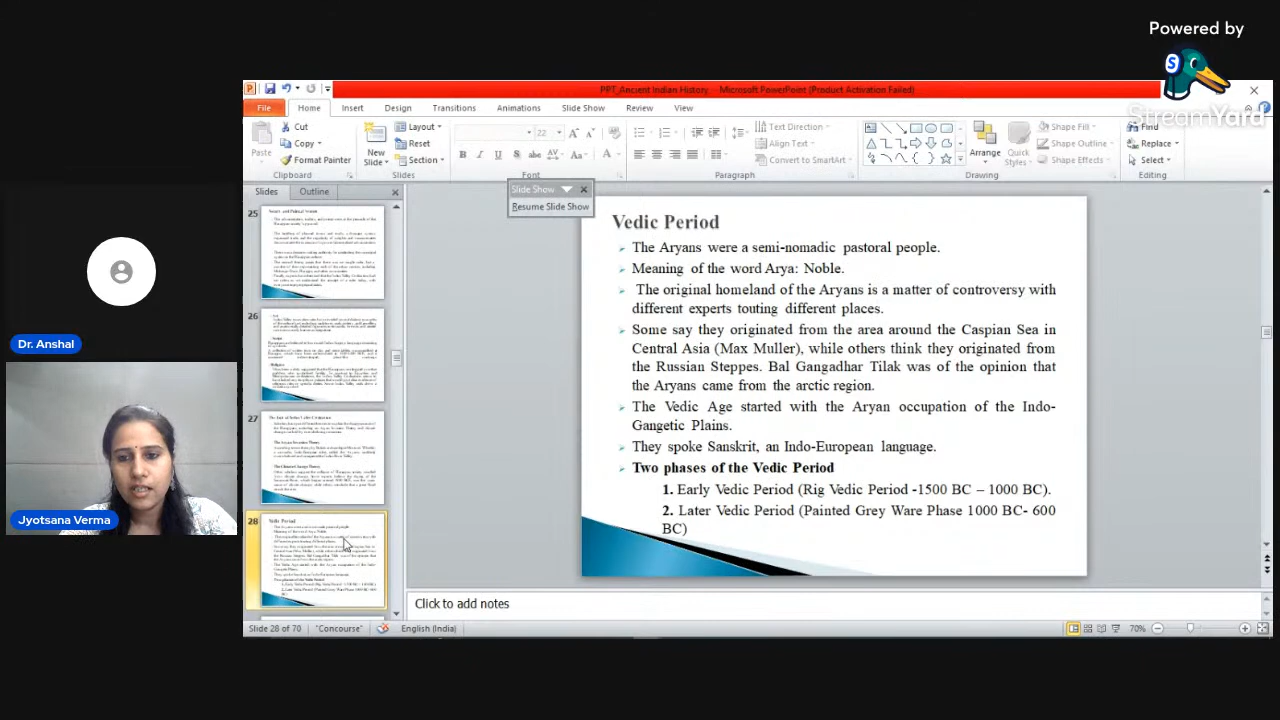 Powered by
StreamYard
PPT_Ancient Indian History - Microsoft PowerPoint (Product Activation Failed)
File Home Insert Design Transitions Animations Slide Show Review View
Paste Cut Copy Format Painter
New Slide Layout Reset Section
22
Text Direction Align Text Convert to SmartArt
Arrange Quick Styles Shape Fill Shape Outline Shape Effects
Find Replace Select
Clipboard Slides Font Paragraph Drawing Editing
Slides Outline
Slide Show
Resume Slide Show
25
26
27
28
Vedic Period
The Aryans were a semi-nomadic pastoral people.
Meaning of the word Arya- Noble.
The original homeland of the Aryans is a matter of controversy with
different experts quoting different places.
Some say they originated from the area around the Caspian Sea in
Central Asia (Max Muller), while others think they originated from
the Russian Steppes. Bal Gangadhar Tilak was of the opinion that
the Aryans came from the arctic region.
The Vedic Age started with the Aryan occupation of the Indo-
Gangetic Plains.
They spoke Sanskrit, an Indo-European language.
Two phases of the Vedic Period
1. Early Vedic Period (Rig Vedic Period -1500 BC – 1000 BC).
2. Later Vedic Period (Painted Grey Ware Phase 1000 BC- 600
BC)
Click to add notes
Slide 28 of 70 "Concourse" English (India) 70%
Dr. Anshal
Jyotsana Verma